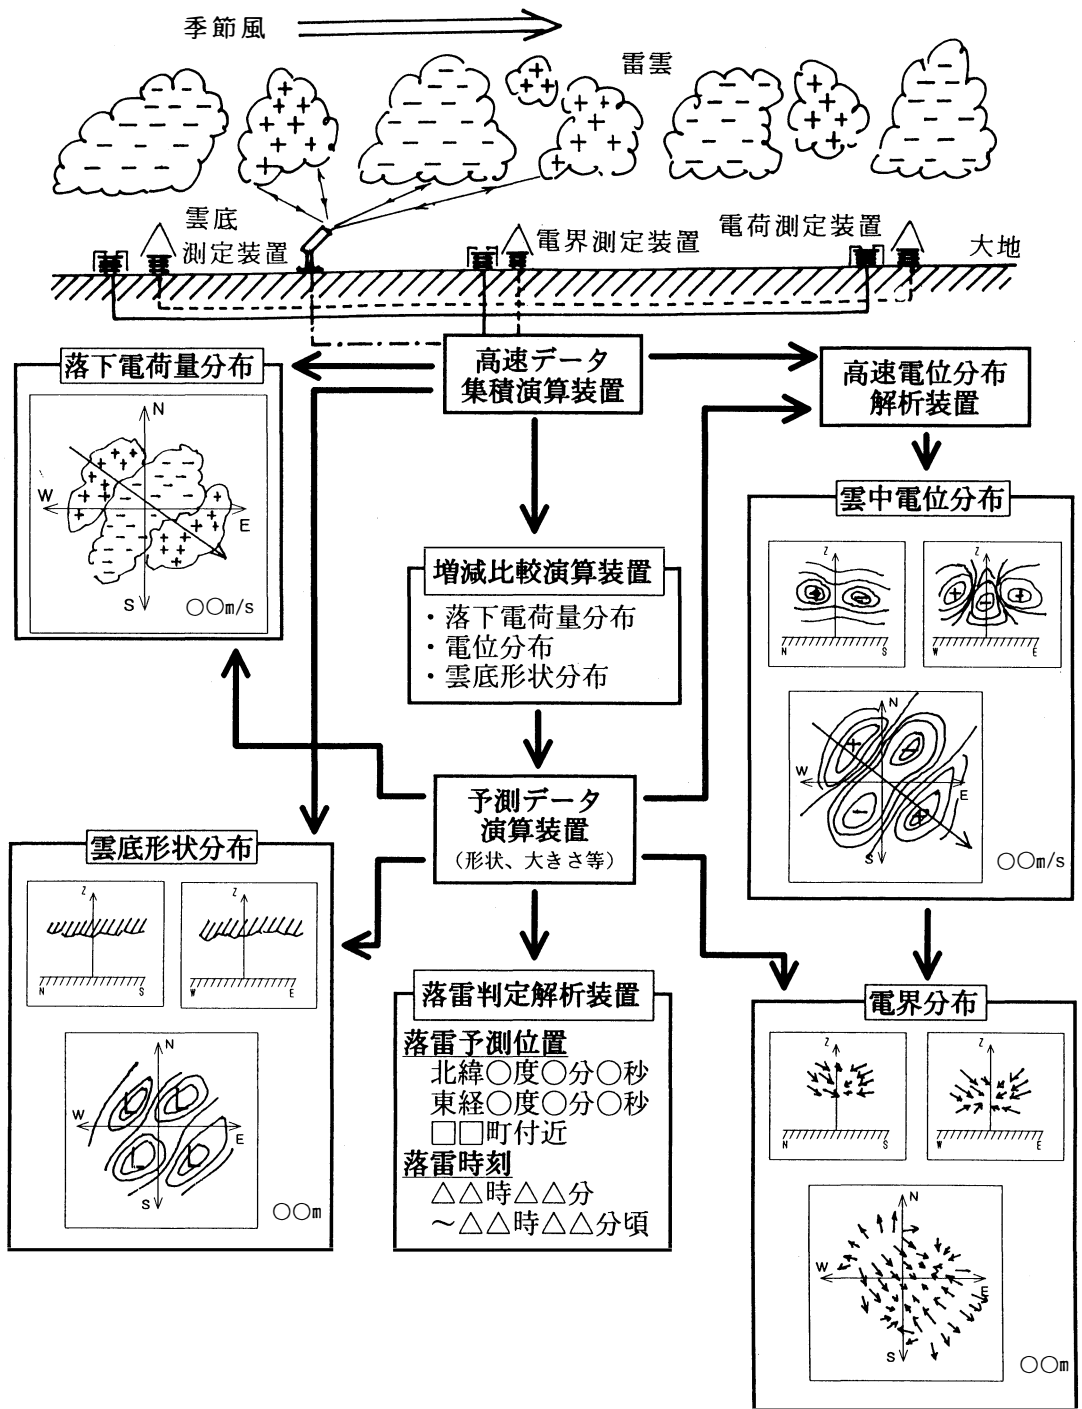 季節風
雷雲
雲底
測定装置
電界測定装置
電荷測定装置
大地
高速データ
集積演算装置
落下電荷量分布
N
W
E
S
○○m/s
高速電位分布
解析装置
雲中電位分布
Z
N
S
Z
W
E
N
W
E
S
○○m/s
増減比較演算装置
・落下電荷量分布
・電位分布
・雲底形状分布
予測データ
演算装置
(形状、大きさ等)
雲底形状分布
Z
N
S
Z
W
E
N
W
E
S
L
L
L
L
○○m
落雷判定解析装置
落雷予測位置
北緯○度○分○秒
東経○度○分○秒
□□町付近
落雷時刻
△△時△△分
～△△時△△分頃
電界分布
Z
N
S
Z
W
E
N
W
E
S
○○m